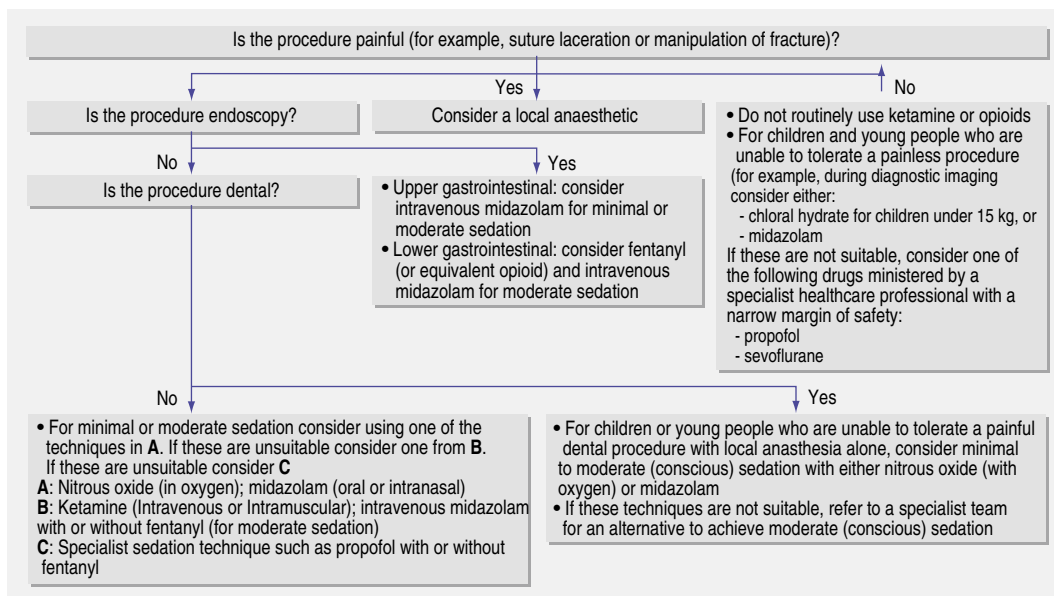 Is the procedure painful (for example, suture laceration or manipulation of fracture)?
Yes
No
Is the procedure endoscopy?
Consider a local anaesthetic
• Do not routinely use ketamine or opioids
• For children and young people who are
unable to tolerate a painless procedure
(for example, during diagnostic imaging
consider either:
- chloral hydrate for children under 15 kg, or
- midazolam
If these are not suitable, consider one of
the following drugs ministered by a
specialist healthcare professional with a
narrow margin of safety:
- propofol
- sevoflurane
No
Yes
Is the procedure dental?
• Upper gastrointestinal: consider
intravenous midazolam for minimal or
moderate sedation
• Lower gastrointestinal: consider fentanyl
(or equivalent opioid) and intravenous
midazolam for moderate sedation
No
Yes
• For minimal or moderate sedation consider using one of the
techniques in A. If these are unsuitable consider one from B.
If these are unsuitable consider C
A: Nitrous oxide (in oxygen); midazolam (oral or intranasal)
B: Ketamine (Intravenous or Intramuscular); intravenous midazolam
with or without fentanyl (for moderate sedation)
C: Specialist sedation technique such as propofol with or without
fentanyl
• For children or young people who are unable to tolerate a painful
dental procedure with local anasthesia alone, consider minimal
to moderate (conscious) sedation with either nitrous oxide (with
oxygen) or midazolam
• If these techniques are not suitable, refer to a specialist team
for an alternative to achieve moderate (conscious) sedation